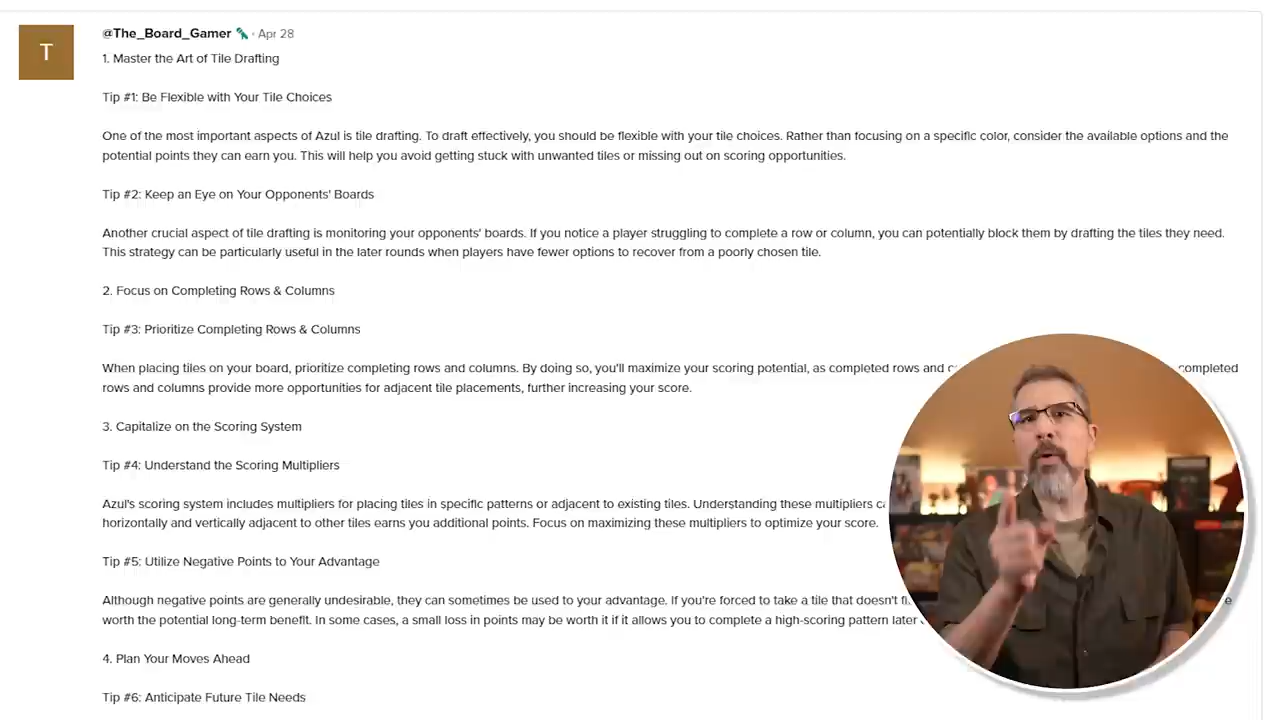 T
@The_Board_Gamer · Apr 28
1. Master the Art of Tile Drafting
Tip #1: Be Flexible with Your Tile Choices
One of the most important aspects of Azul is tile drafting. To draft effectively, you should be flexible with your tile choices. Rather than focusing on a specific color, consider the available options and the
potential points they can earn you. This will help you avoid getting stuck with unwanted tiles or missing out on scoring opportunities.
Tip #2: Keep an Eye on Your Opponents' Boards
Another crucial aspect of tile drafting is monitoring your opponents' boards. If you notice a player struggling to complete a row or column, you can potentially block them by drafting the tiles they need.
This strategy can be particularly useful in the later rounds when players have fewer options to recover from a poorly chosen tile.
2. Focus on Completing Rows & Columns
Tip #3: Prioritize Completing Rows & Columns
When placing tiles on your board, prioritize completing rows and columns. By doing so, you'll maximize your scoring potential, as completed rows and completed
rows and columns provide more opportunities for adjacent tile placements, further increasing your score.
3. Capitalize on the Scoring System
Tip #4: Understand the Scoring Multipliers
Azul's scoring system includes multipliers for placing tiles in specific patterns or adjacent to existing tiles. Understanding these multipliers
horizontally and vertically adjacent to other tiles earns you additional points. Focus on maximizing these multipliers to optimize your score.
Tip #5: Utilize Negative Points to Your Advantage
Although negative points are generally undesirable, they can sometimes be used to your advantage. If you're forced to take a tile that doesn't
worth the potential long-term benefit. In some cases, a small loss in points may be worth it if it allows you to complete a high-scoring pattern later
4. Plan Your Moves Ahead
Tip #6: Anticipate Future Tile Needs